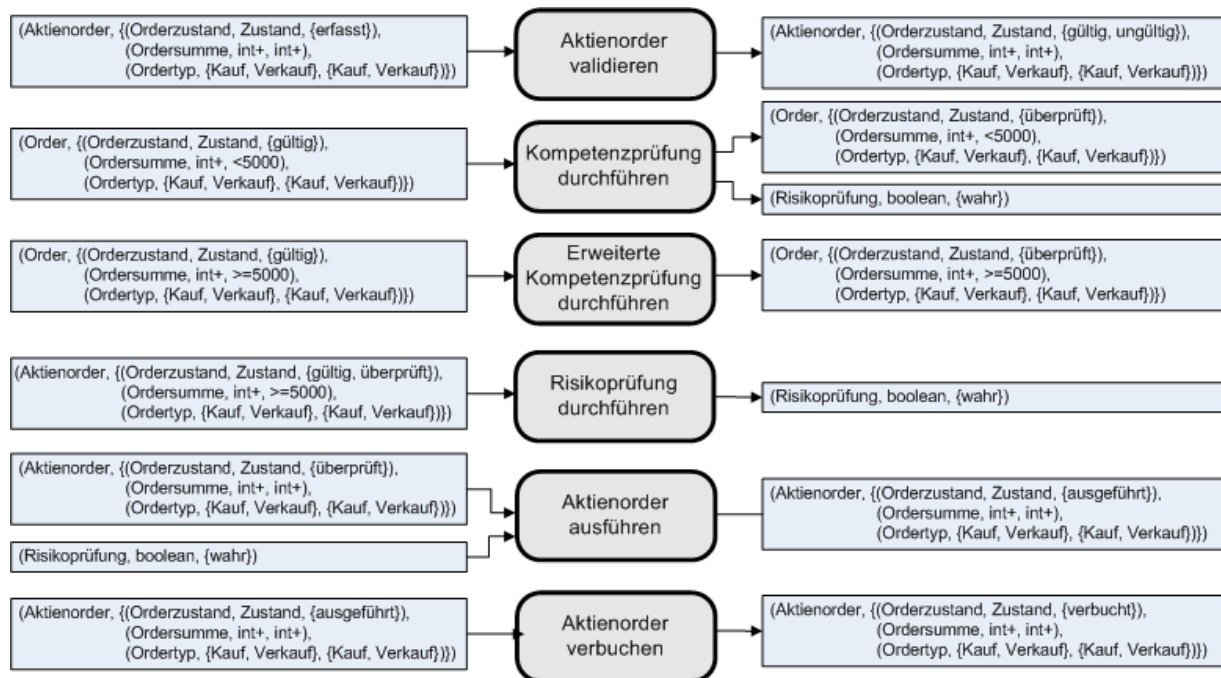 (Aktienorder, {(Orderzustand, Zustand, {erfasst}),
(Ordersumme, int+, int+),
(Ordertyp, {Kauf, Verkauf}, {Kauf, Verkauf})})
Aktienorder
validieren
(Aktienorder, {(Orderzustand, Zustand, {gültig, ungültig}),
(Ordersumme, int+, int+),
(Ordertyp, {Kauf, Verkauf}, {Kauf, Verkauf})})
(Order, {(Orderzustand, Zustand, {gültig}),
(Ordersumme, int+, <5000),
(Ordertyp, {Kauf, Verkauf}, {Kauf, Verkauf})})
Kompetenzprüfung
durchführen
(Order, {(Orderzustand, Zustand, {überprüft}),
(Ordersumme, int+, <5000),
(Ordertyp, {Kauf, Verkauf}, {Kauf, Verkauf})})
(Risikoprüfung, boolean, {wahr})
(Order, {(Orderzustand, Zustand, {gültig}),
(Ordersumme, int+, >=5000),
(Ordertyp, {Kauf, Verkauf}, {Kauf, Verkauf})})
Erweiterte
Kompetenzprüfung
durchführen
(Order, {(Orderzustand, Zustand, {überprüft}),
(Ordersumme, int+, >=5000),
(Ordertyp, {Kauf, Verkauf}, {Kauf, Verkauf})})
(Aktienorder, {(Orderzustand, Zustand, {gültig, überprüft}),
(Ordersumme, int+, >=5000),
(Ordertyp, {Kauf, Verkauf}, {Kauf, Verkauf})})
Risikoprüfung
durchführen
(Risikoprüfung, boolean, {wahr})
(Aktienorder, {(Orderzustand, Zustand, {überprüft}),
(Ordersumme, int+, int+),
(Ordertyp, {Kauf, Verkauf}, {Kauf, Verkauf})})
(Risikoprüfung, boolean, {wahr})
Aktienorder
ausführen
(Aktienorder, {(Orderzustand, Zustand, {ausgeführt}),
(Ordersumme, int+, int+),
(Ordertyp, {Kauf, Verkauf}, {Kauf, Verkauf})})
(Aktienorder, {(Orderzustand, Zustand, {ausgeführt}),
(Ordersumme, int+, int+),
(Ordertyp, {Kauf, Verkauf}, {Kauf, Verkauf})})
Aktienorder
verbuchen
(Aktienorder, {(Orderzustand, Zustand, {verbucht}),
(Ordersumme, int+, int+),
(Ordertyp, {Kauf, Verkauf}, {Kauf, Verkauf})})